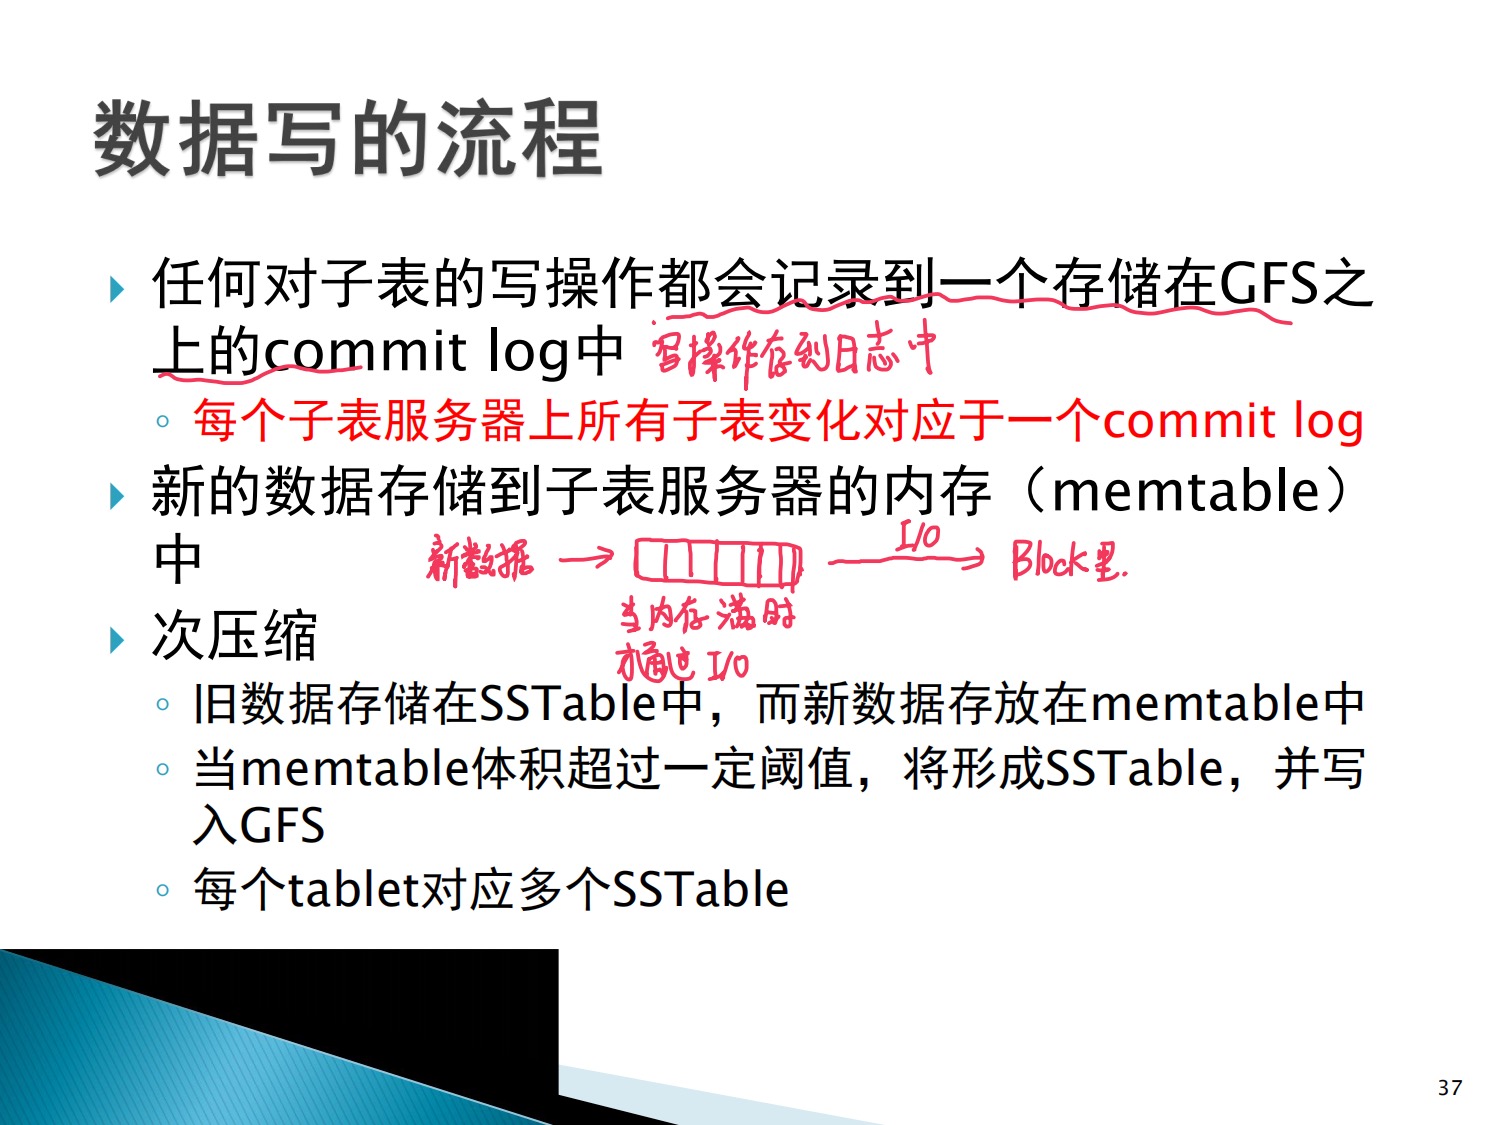 数据写的流程
任何对子表的写操作都会记录到一个存储在GFS之
上的commit log中 写操作存到日志中
每个子表服务器上所有子表变化对应于一个commit log
新的数据存储到子表服务器的内存（memtable）
中
I/O
新数据
Block里.
次压缩
当内存满时
才通过 I/O
旧数据存储在SSTable中，而新数据存放在memtable中
当memtable体积超过一定阈值，将形成SSTable，并写
入GFS
每个tablet对应多个SSTable
37